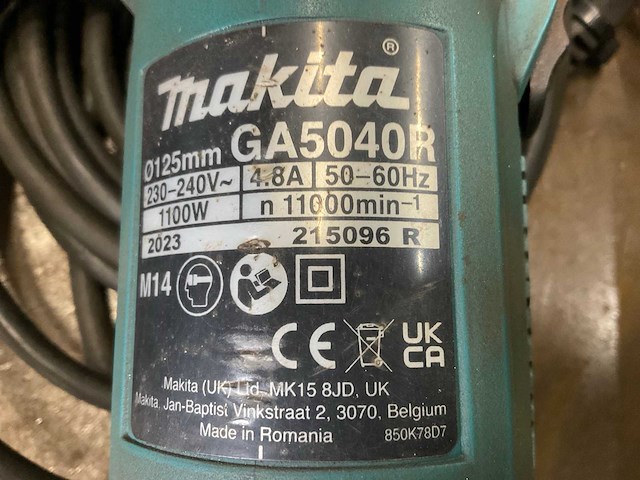 makita ®
Ø125mm GA5040R
230-240V~ 4.8A 50-60Hz
1100W n 11000min-1
2023 215096 R
M14
CE UK CA
Makita (UK) Ltd. MK15 8JD, UK
Makita, Jan-Baptist Vinkstraat 2, 3070, Belgium
Made in Romania 850K78D7